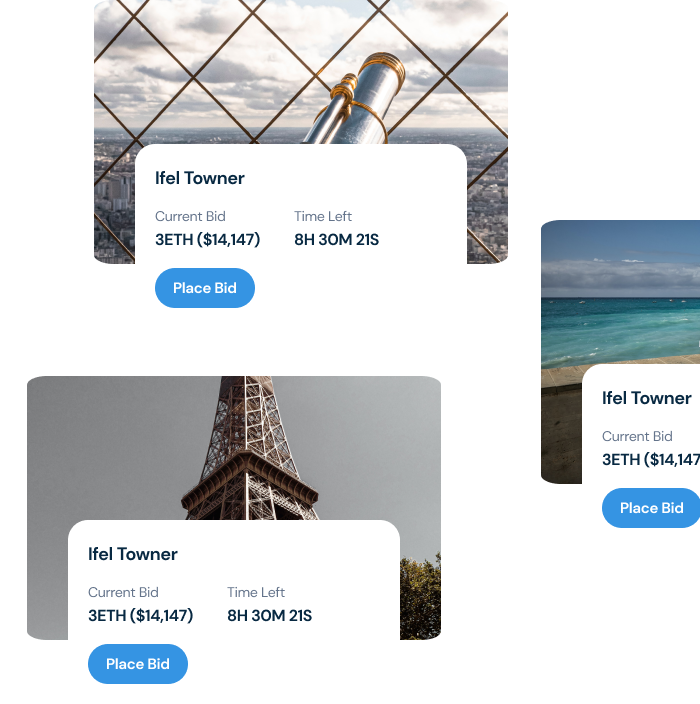 Ifel Towner
Current Bid Time Left
3ETH ($14,147) 8H 30M 21S
Place Bid
Ifel Towner
Current Bid
3ETH ($14,147
Place Bid
Ifel Towner
Current Bid Time Left
3ETH ($14,147) 8H 30M 21S
Place Bid